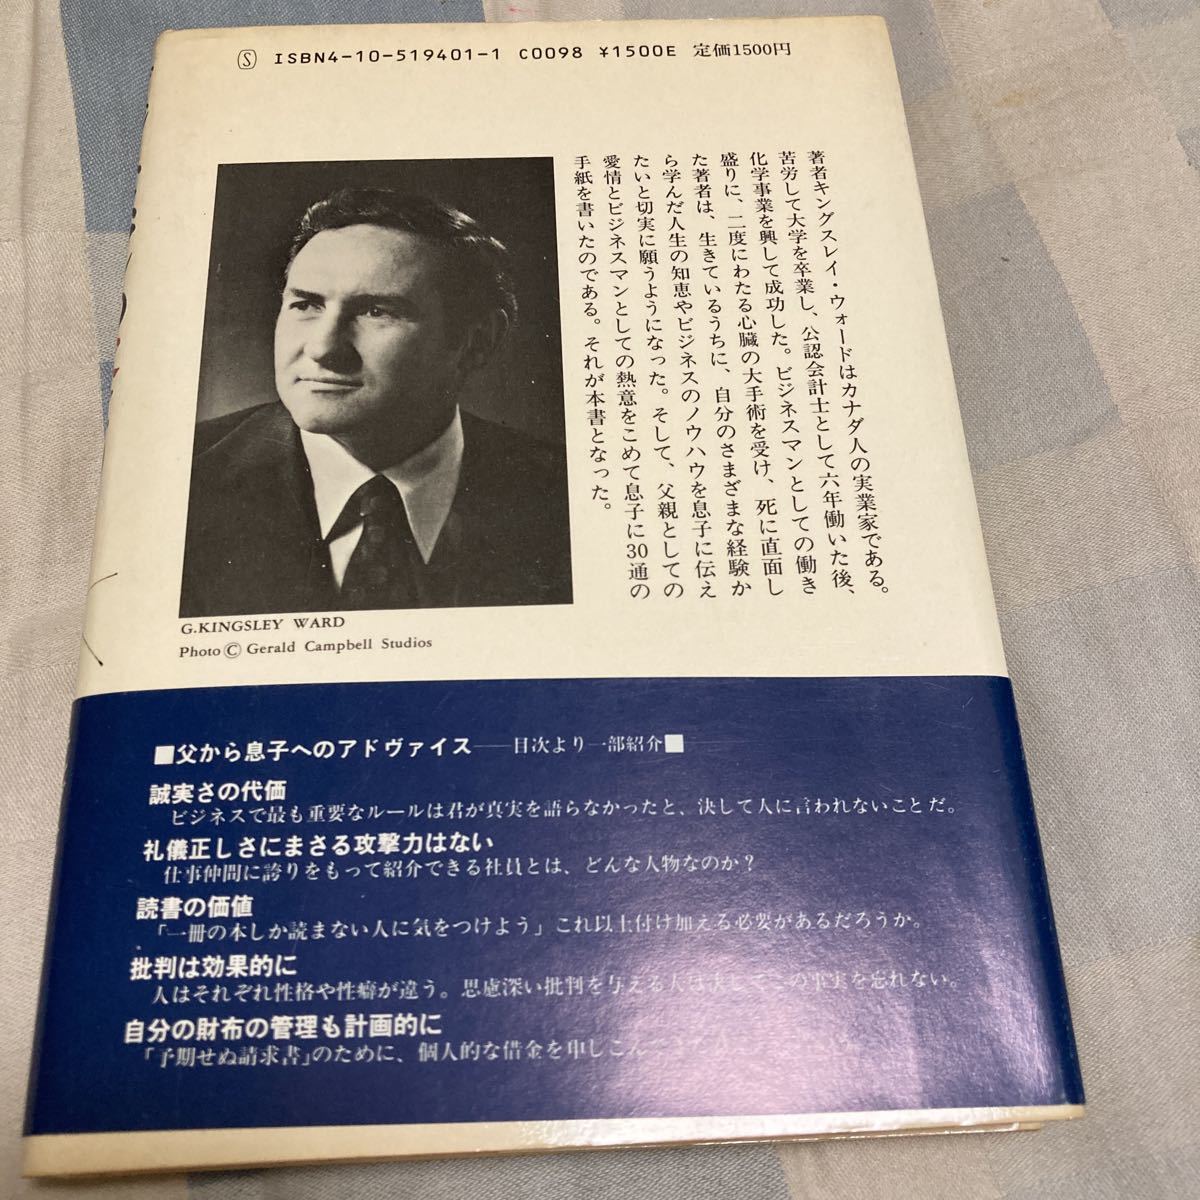 Ⓢ ISBN4-10-519401-1 C0098 ¥1500E 定価1500円
著者キングスレイ・ウォードはカナダ人の実業家である。
苦労して大学を卒業し、公認会計士として六年働いた後、
化学事業を興して成功した。ビジネスマンとしての働き
盛りに、二度にわたる心臓の大手術を受け、死に直面し
た著者は、生きているうちに、自分のさまざまな経験か
ら学んだ人生の知恵やビジネスのノウハウを息子に伝え
たいと切実に願うようになった。そして、父親としての
愛情とビジネスマンとしての熱意をこめて息子に30通の
手紙を書いたのである。それが本書となった。
G.KINGSLEY WARD
Photo © Gerald Campbell Studios
■父から息子へのアドヴァイス──目次より一部紹介■
誠実さの代価
ビジネスで最も重要なルールは君が真実を語らなかったと、決して人に言われないことだ。
礼儀正しさにまさる攻撃力はない
仕事仲間に誇りをもって紹介できる社員とは、どんな人物なのか？
読書の価値
「一冊の本しか読まない人に気をつけよう」これ以上付け加える必要があるだろうか。
批判は効果的に
人はそれぞれ性格や性癖が違う。思慮深い批判を与える人は決してこの事実を忘れない。
自分の財布の管理も計画的に
「予期せぬ請求書」のために、個人的な借金を申しこん